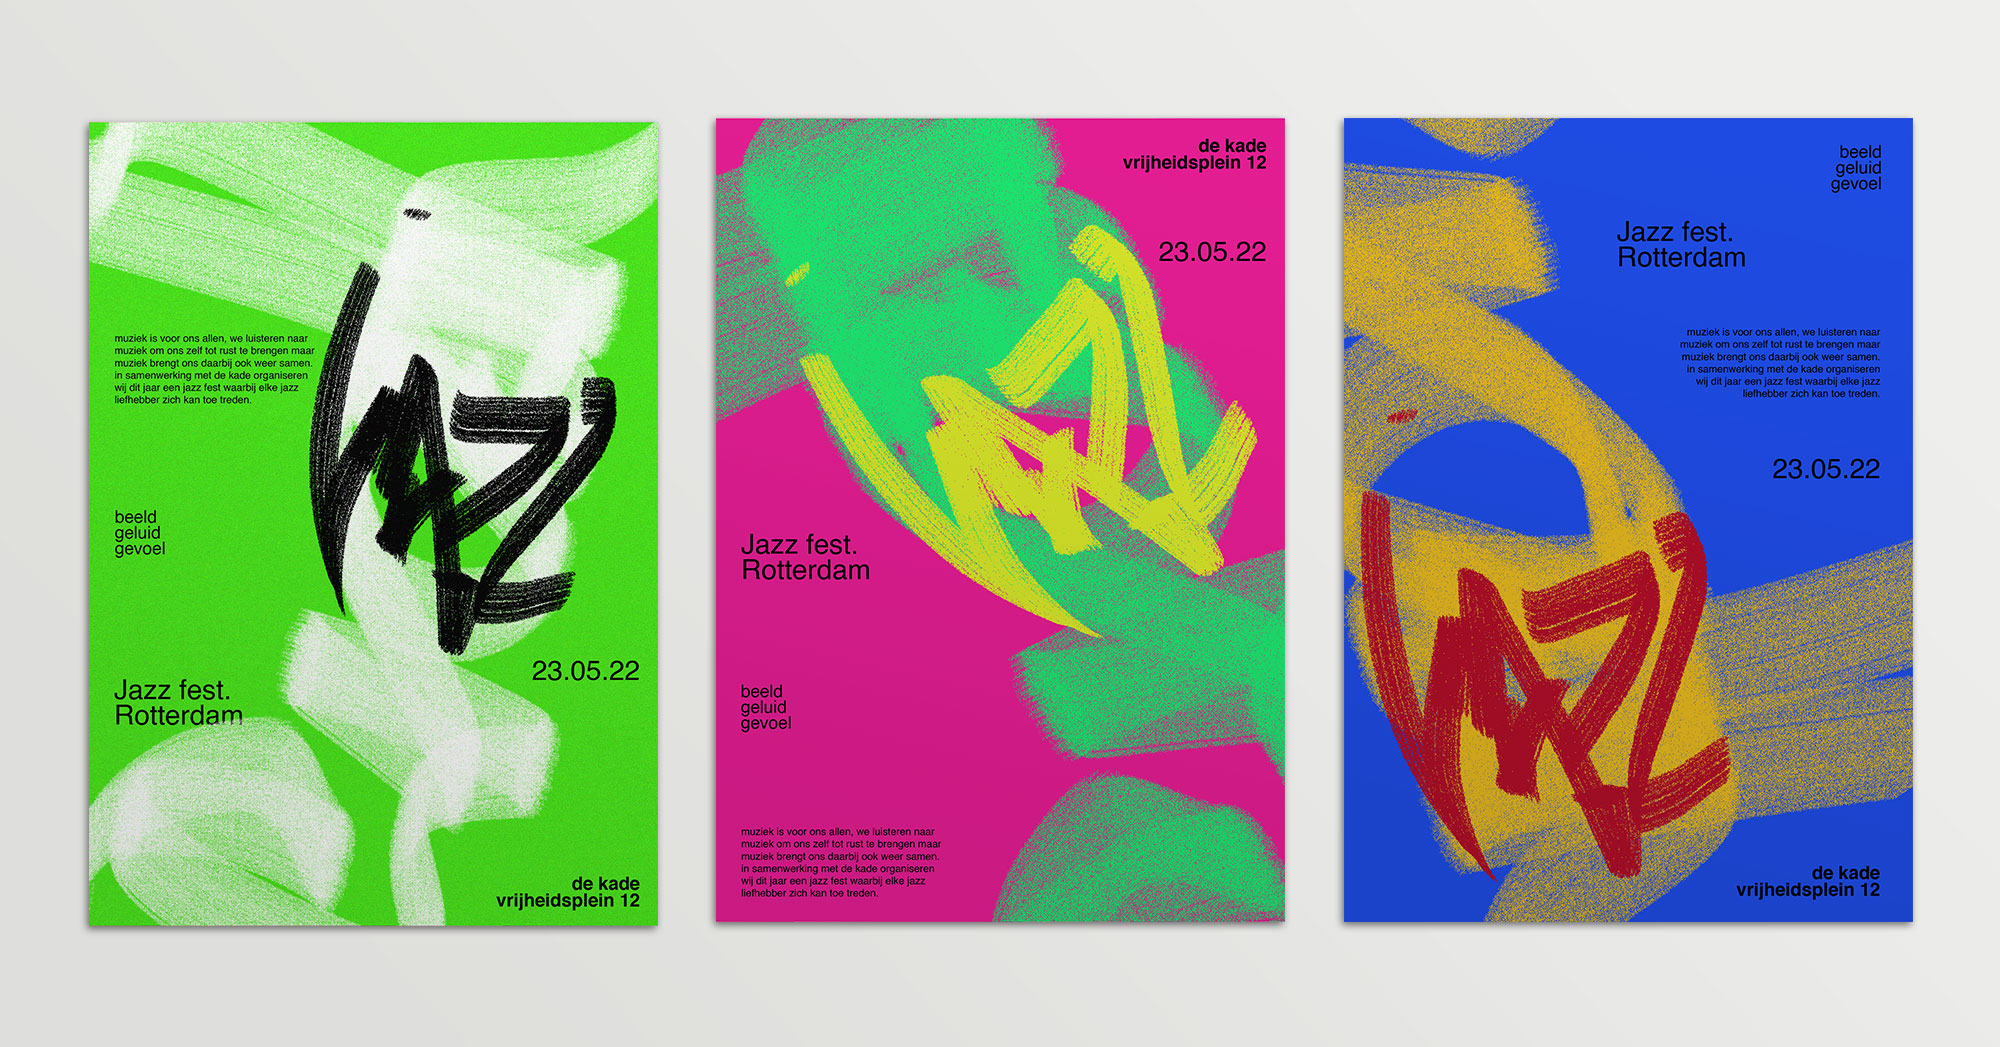 muziek is voor ons allen, we luisteren naar
muziek om ons zelf tot rust te brengen maar
muziek brengt ons daarbij ook weer samen.
in samenwerking met de kade organiseren
wij dit jaar een jazz fest waarbij elke jazz
liefhebber zich kan toe treden.
beeld
geluid
gevoel
23.05.22
Jazz fest.
Rotterdam
de kade
vrijheidsplein 12
de kade
vrijheidsplein 12
23.05.22
Jazz fest.
Rotterdam
beeld
geluid
gevoel
muziek is voor ons allen, we luisteren naar
muziek om ons zelf tot rust te brengen maar
muziek brengt ons daarbij ook weer samen.
in samenwerking met de kade organiseren
wij dit jaar een jazz fest waarbij elke jazz
liefhebber zich kan toe treden.
beeld
geluid
gevoel
Jazz fest.
Rotterdam
muziek is voor ons allen, we luisteren naar
muziek om ons zelf tot rust te brengen maar
muziek brengt ons daarbij ook weer samen.
in samenwerking met de kade organiseren
wij dit jaar een jazz fest waarbij elke jazz
liefhebber zich kan toe treden.
23.05.22
de kade
vrijheidsplein 12